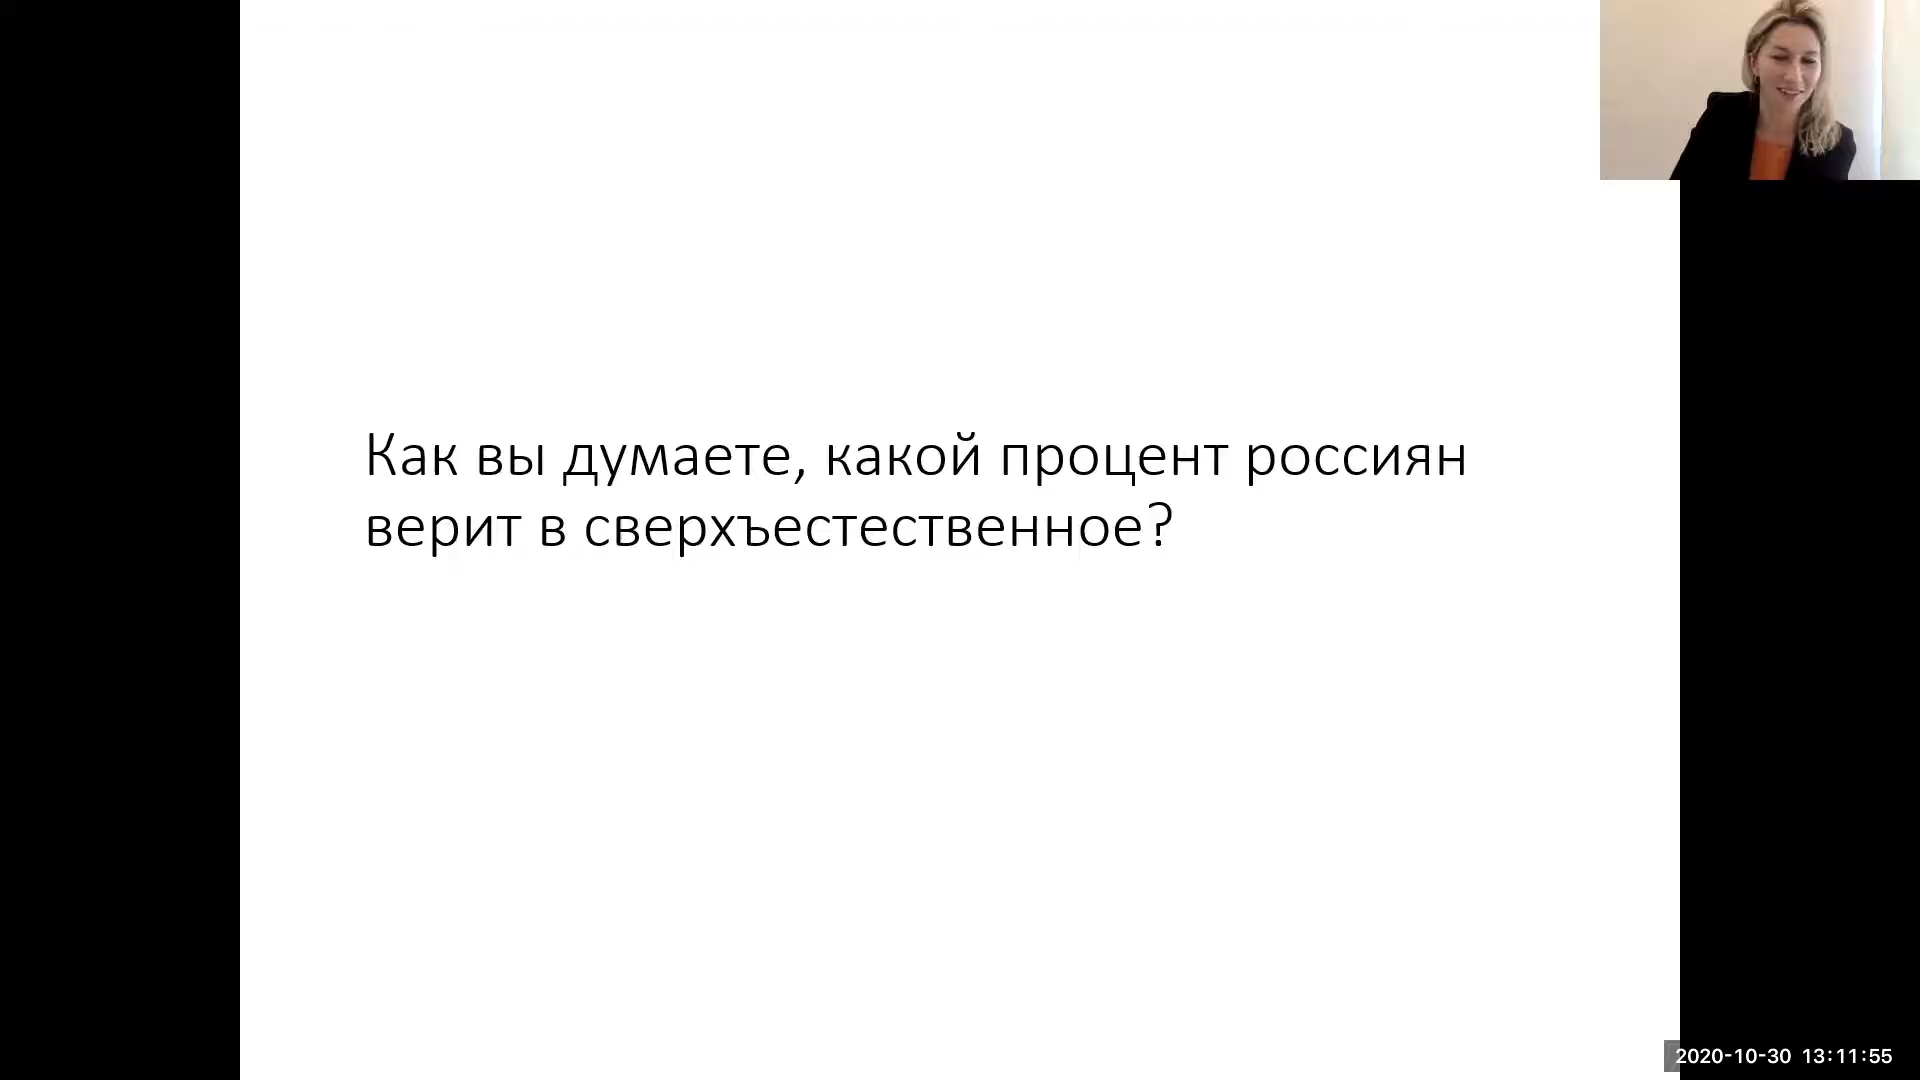 Как вы думаете, какой процент россиян
верит в сверхъестественное?
2020-10-30 13:11:55